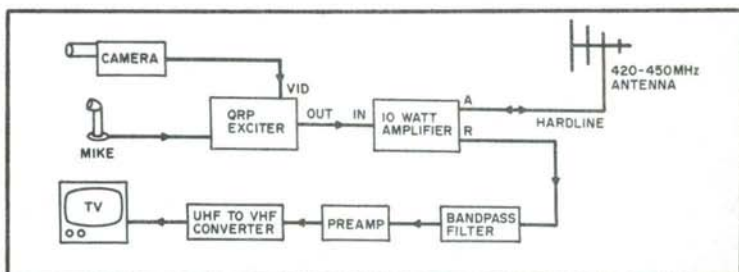 CAMERA
VID
MIKE
QRP
EXCITER
OUT
IN
10 WATT
AMPLIFIER
A
R
HARDLINE
420-450MHz
ANTENNA
TV
UHF TO VHF
CONVERTER
PREAMP
BANDPASS
FILTER